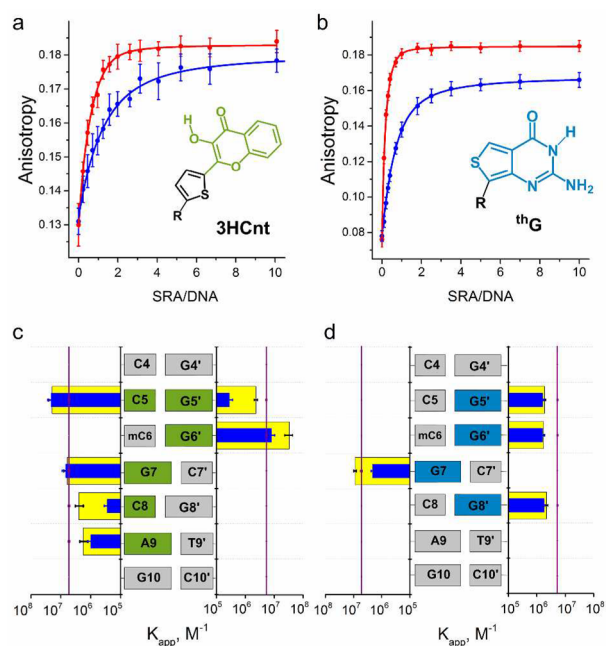 a
b
0.18
0.17
0.16
0.15
0.14
0.13
Anisotropy
H
O
O
O
S
R
3HCnt
0 2 4 6 8 10
SRA/DNA
0.20
0.18
0.16
0.14
0.12
0.10
0.08
Anisotropy
O
N H
S
N NH2
R
thG
0 2 4 6 8 10
SRA/DNA
c
d
C4 G4'
C5 G5'
mC6 G6'
G7 C7'
C8 G8'
A9 T9'
G10 C10'
10^8 10^7 10^6 10^5 10^5 10^6 10^7 10^8
Kapp, M-1
C4 G4'
C5 G5'
mC6 G6'
G7 C7'
C8 G8'
A9 T9'
G10 C10'
10^8 10^7 10^6 10^5 10^5 10^6 10^7 10^8
Kapp, M-1